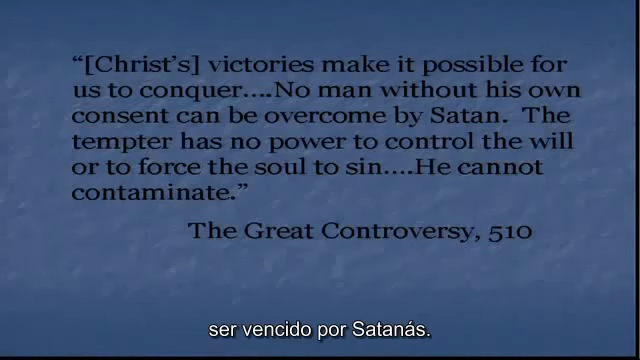 “[Christ’s] victories make it possible for
us to conquer....No man without his own
consent can be overcome by Satan.  The
tempter has no power to control the will
or to force the soul to sin....He cannot
contaminate.”
The Great Controversy, 510
ser vencido por Satanás.